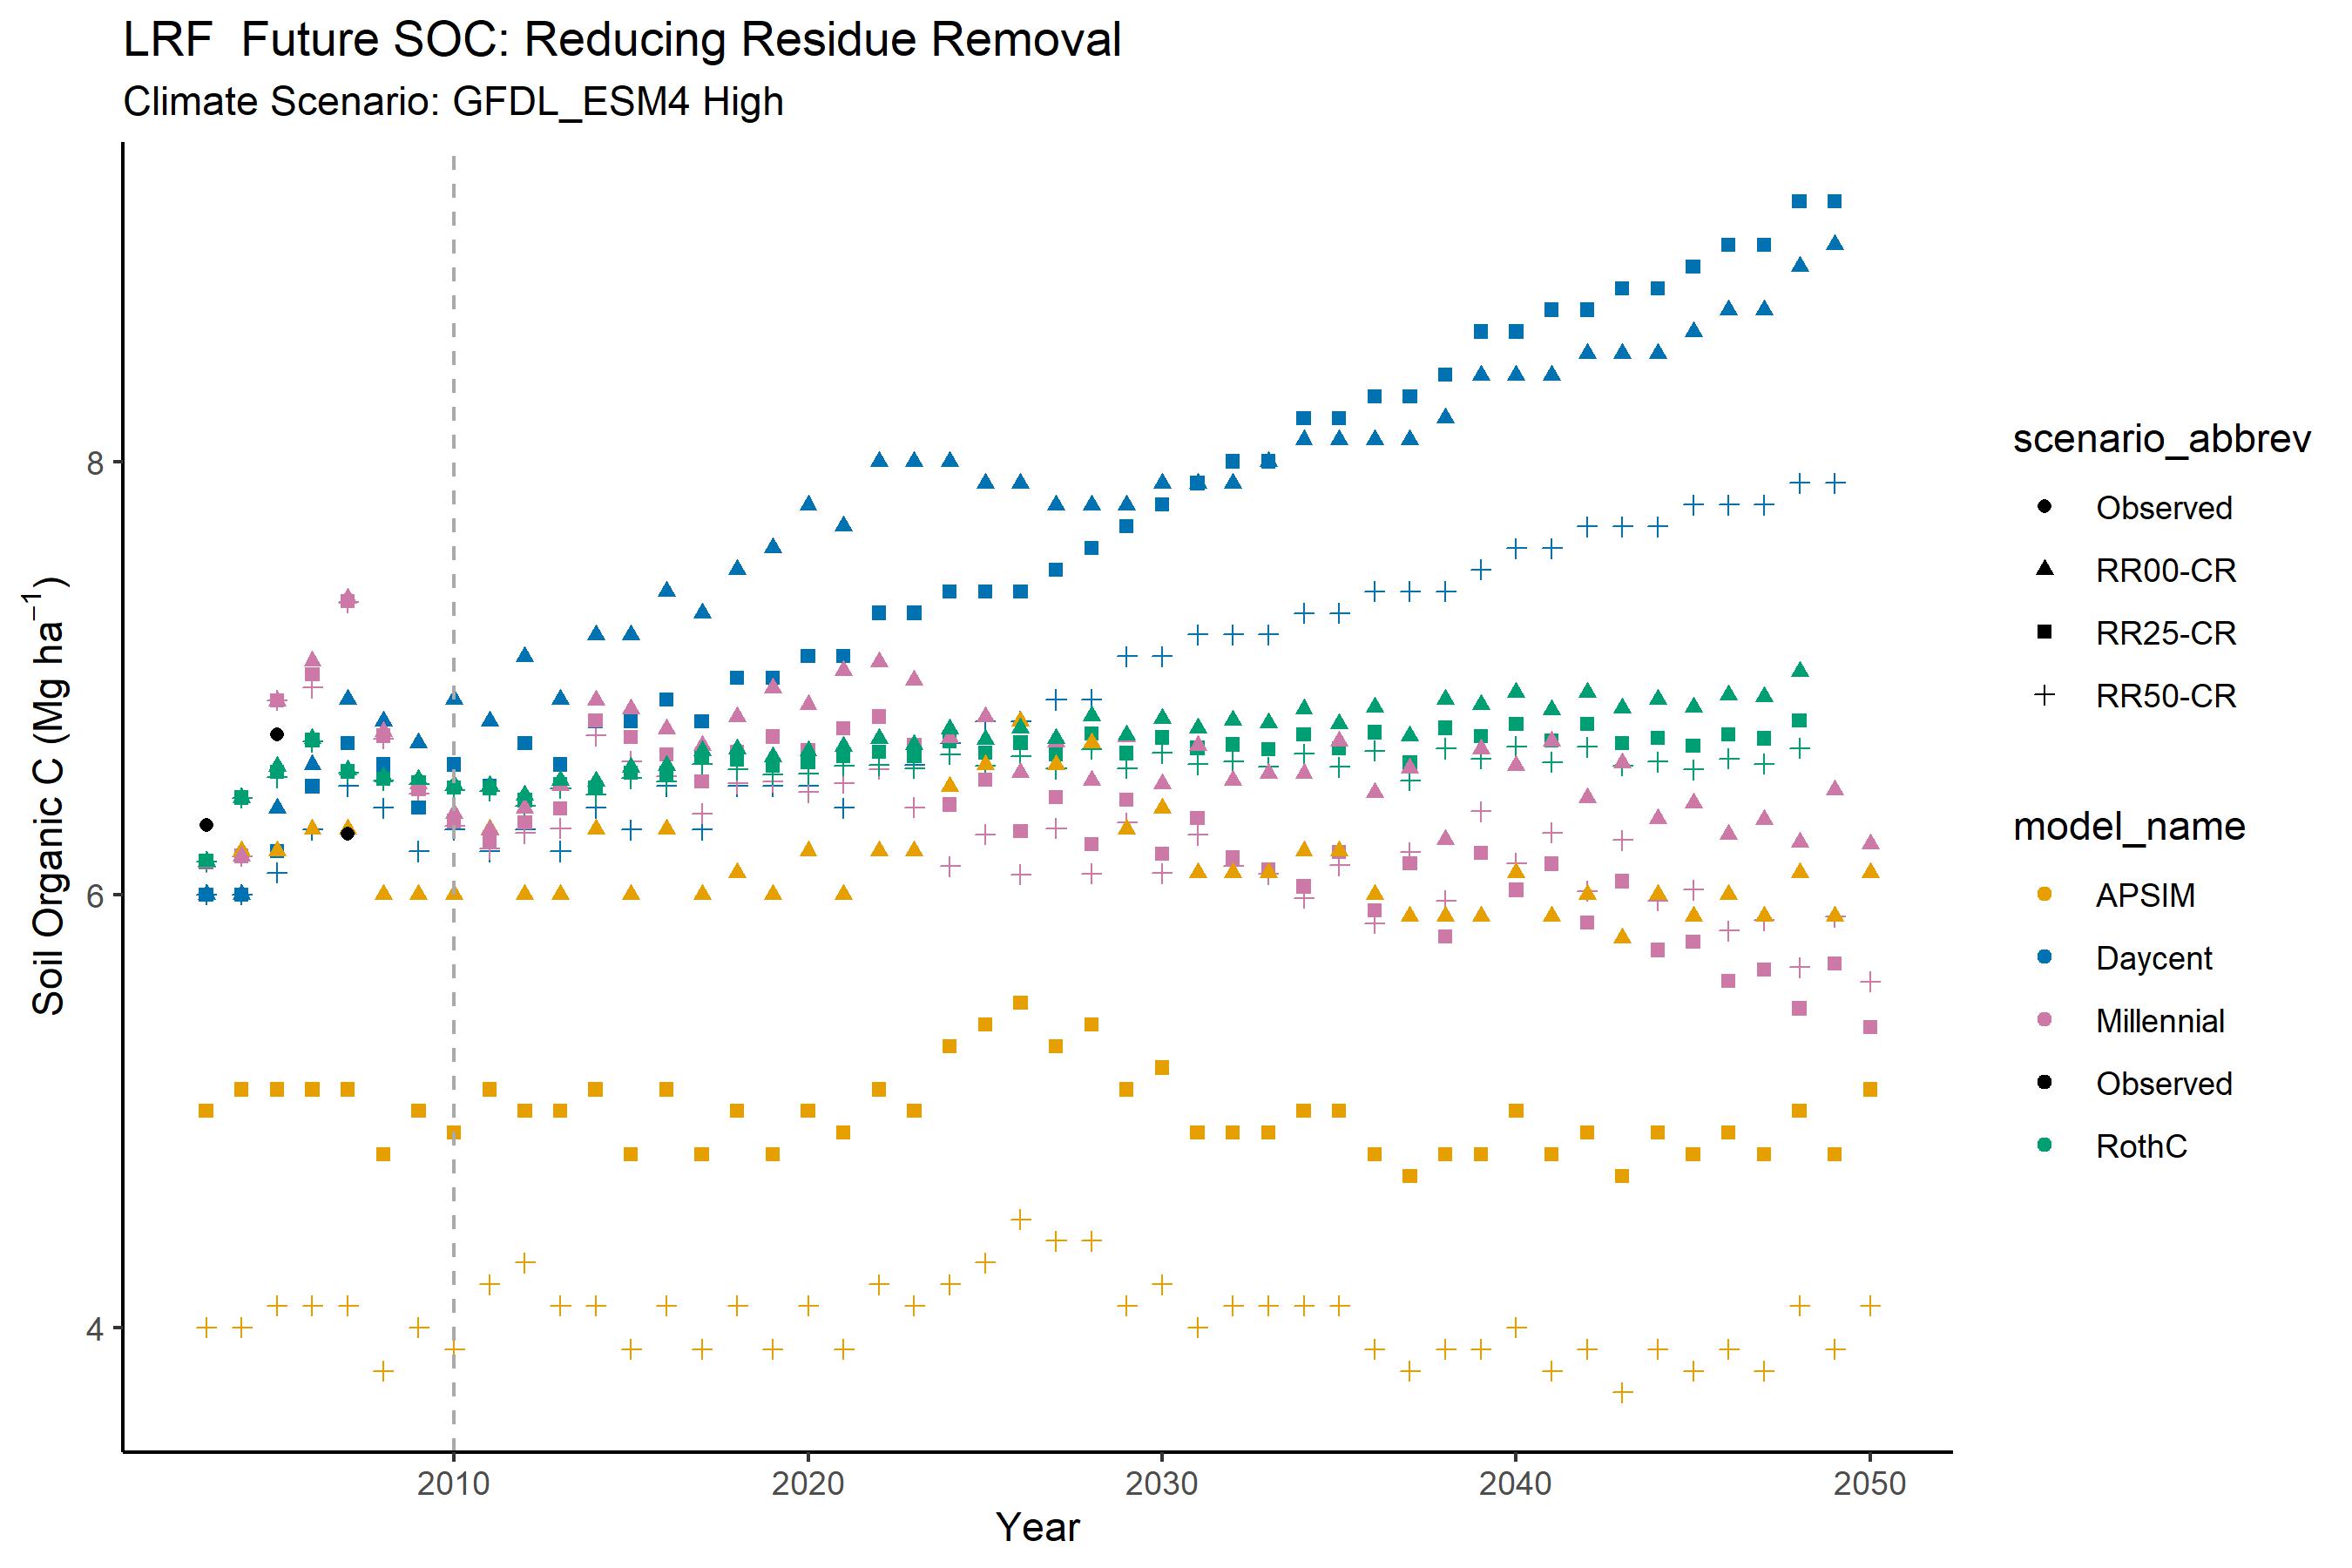 LRF  Future SOC: Reducing Residue Removal
Climate Scenario: GFDL_ESM4 High
Soil Organic C (Mg ha⁻¹)
8
6
4
2010
2020
2030
2040
2050
Year
scenario_abbrev
Observed
RR00-CR
RR25-CR
RR50-CR
model_name
APSIM
Daycent
Millennial
Observed
RothC